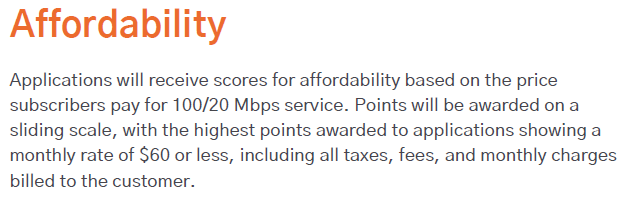 Affordability
Applications will receive scores for affordability based on the price
subscribers pay for 100/20 Mbps service. Points will be awarded on a
sliding scale, with the highest points awarded to applications showing a
monthly rate of $60 or less, including all taxes, fees, and monthly charges
billed to the customer.